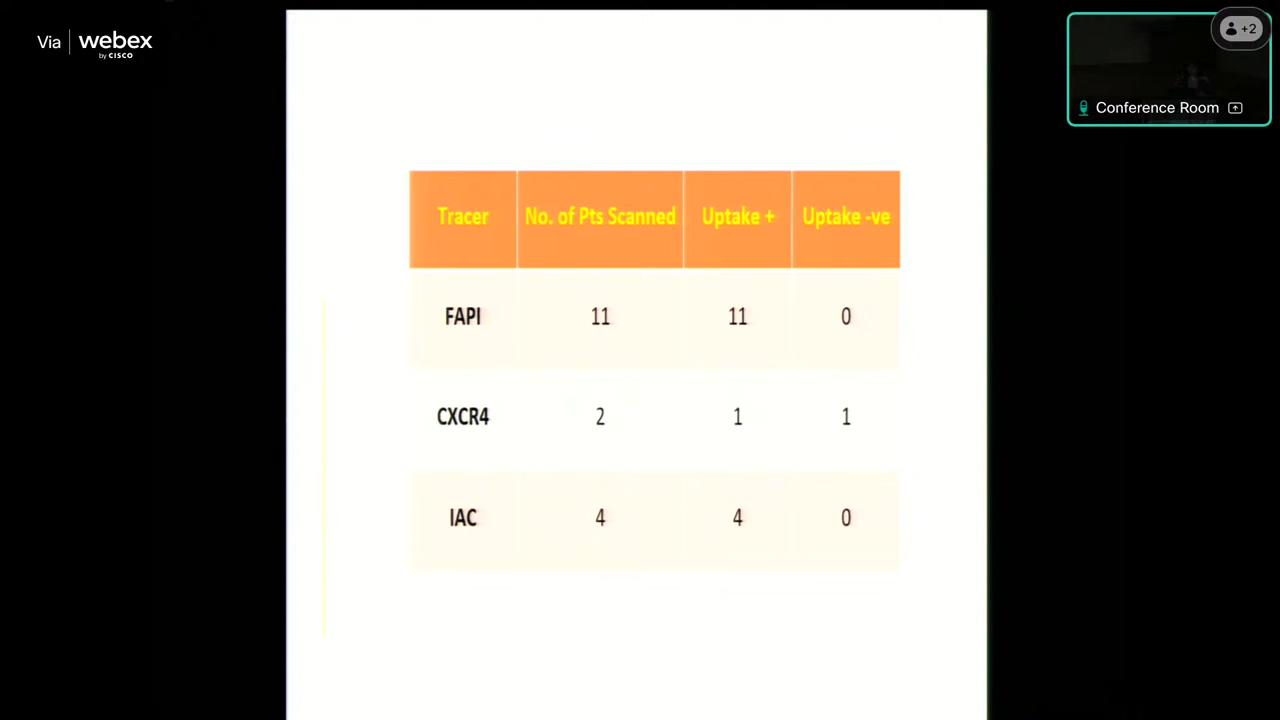 Via webex
by CISCO
+2
Conference Room
Tracer No. of Pts Scanned Uptake + Uptake -ve
FAPI 11 11 0
CXCR4 2 1 1
IAC 4 4 0